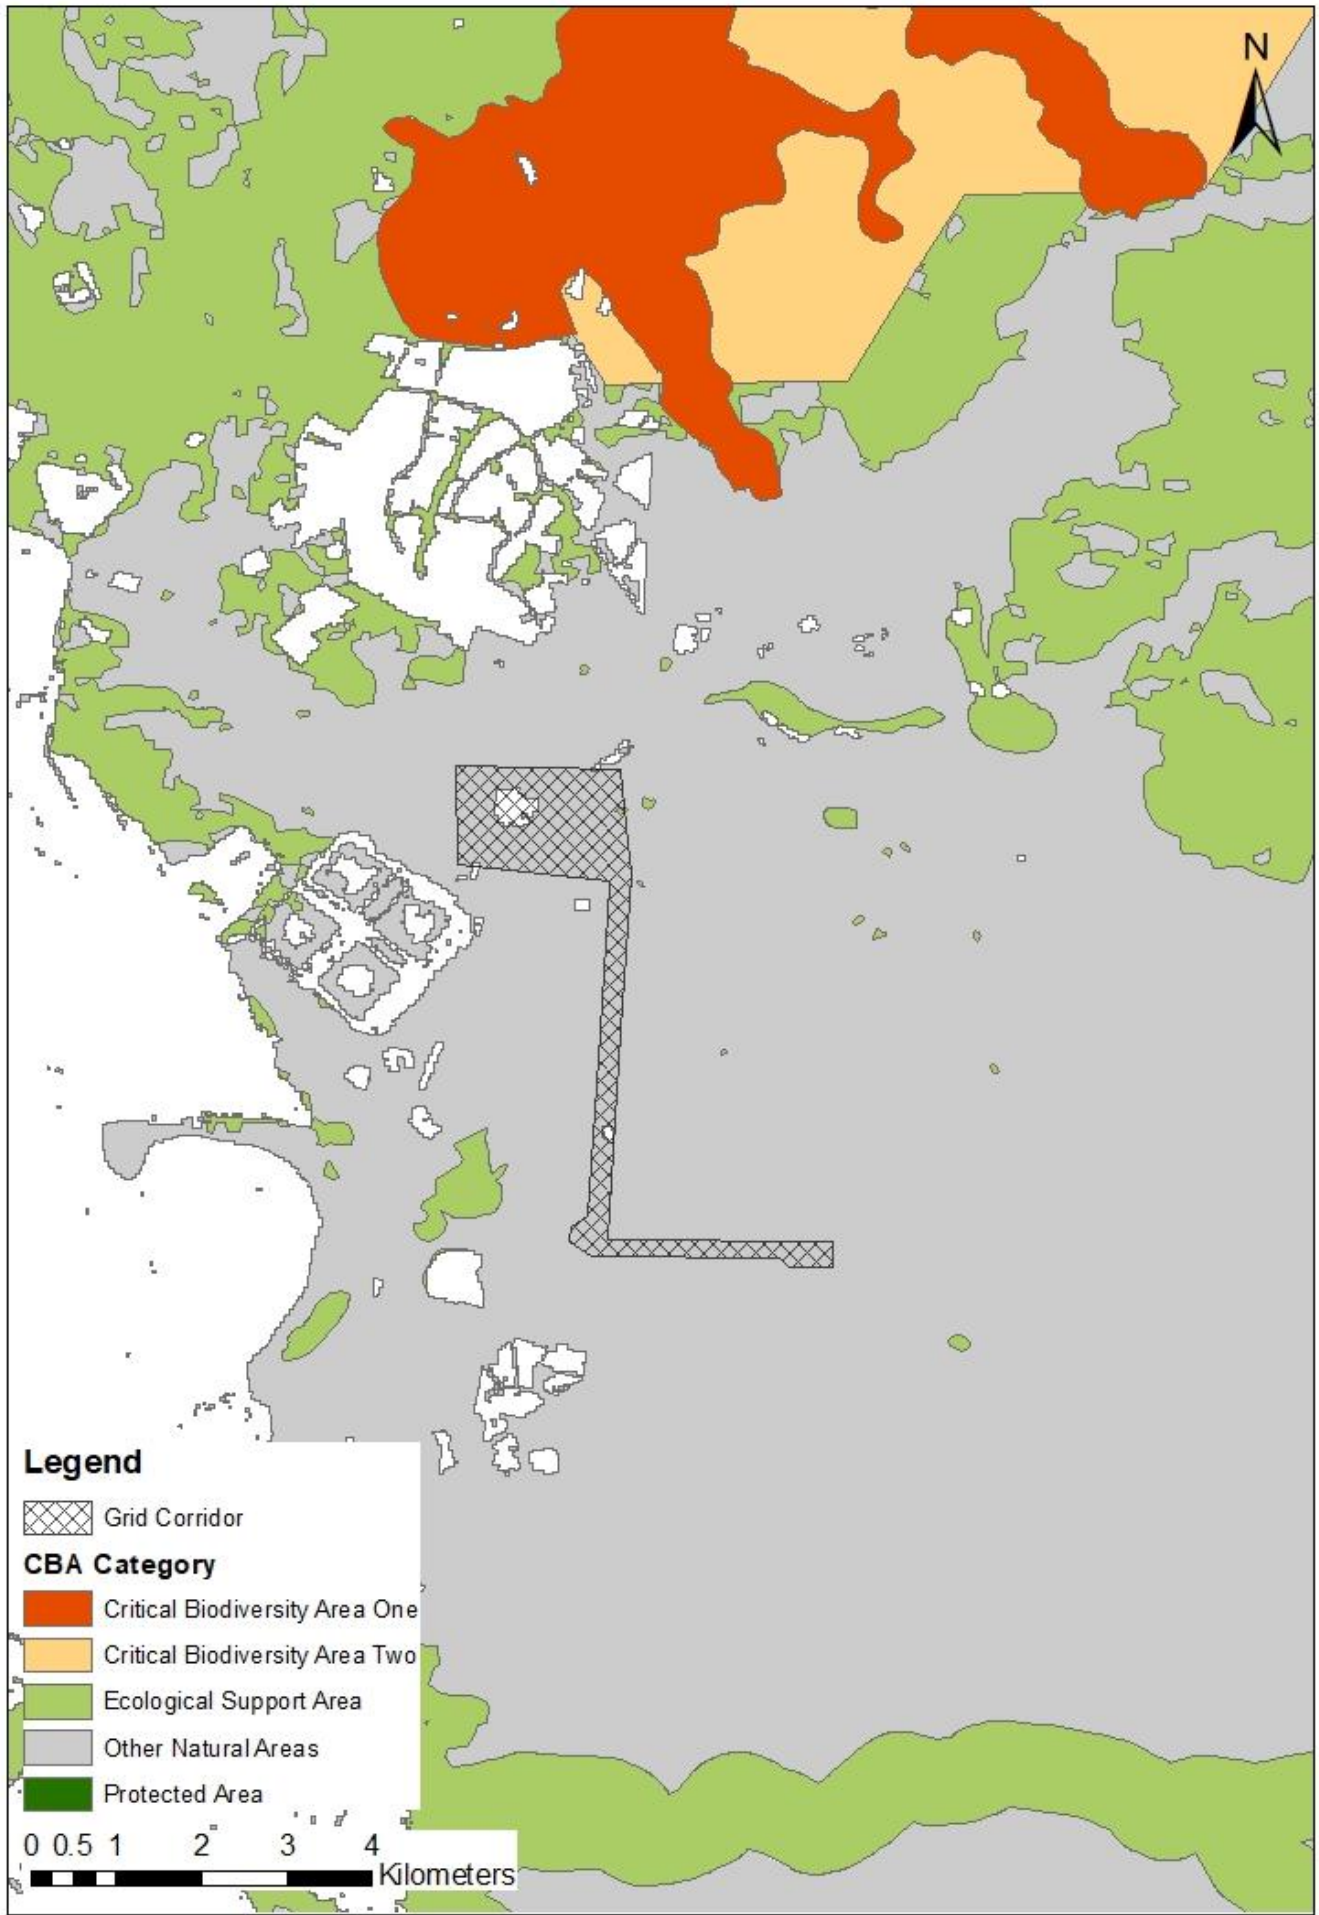 N
Legend
Grid Corridor
CBA Category
Critical Biodiversity Area One
Critical Biodiversity Area Two
Ecological Support Area
Other Natural Areas
Protected Area
0 0.5 1 2 3 4
Kilometers